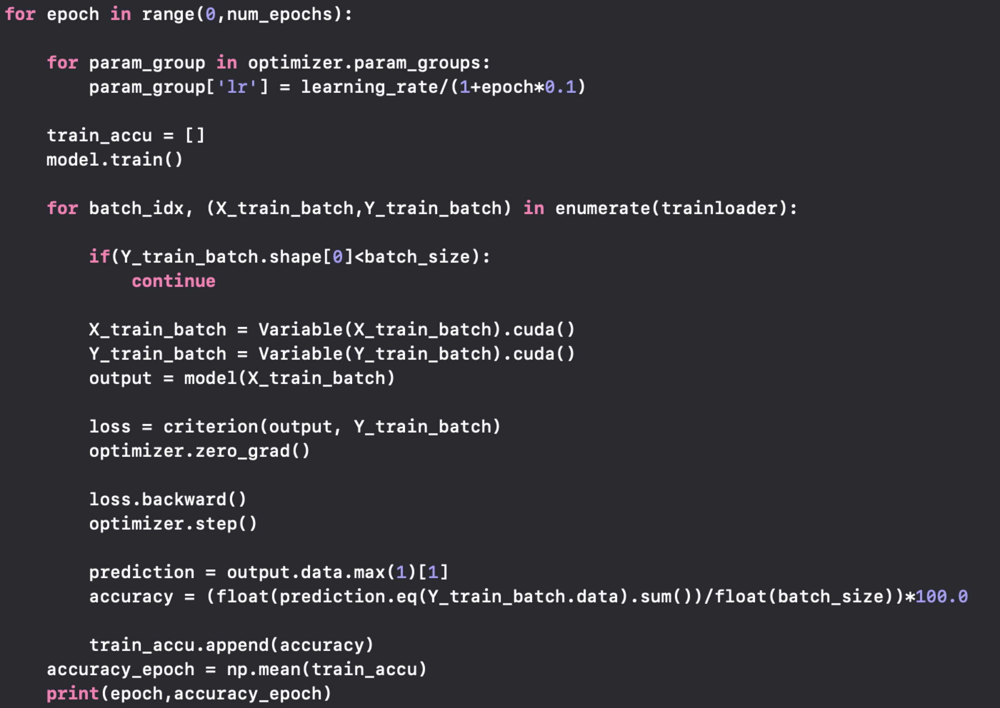 for epoch in range(0,num_epochs):
    for param_group in optimizer.param_groups:
        param_group['lr'] = learning_rate/(1+epoch*0.1)
    train_accu = []
    model.train()
    for batch_idx, (X_train_batch,Y_train_batch) in enumerate(trainloader):
        if(Y_train_batch.shape[0]<batch_size):
            continue
        X_train_batch = Variable(X_train_batch).cuda()
        Y_train_batch = Variable(Y_train_batch).cuda()
        output = model(X_train_batch)
        loss = criterion(output, Y_train_batch)
        optimizer.zero_grad()
        loss.backward()
        optimizer.step()
        prediction = output.data.max(1)[1]
        accuracy = (float(prediction.eq(Y_train_batch.data).sum())/float(batch_size))*100.0
        train_accu.append(accuracy)
    accuracy_epoch = np.mean(train_accu)
    print(epoch,accuracy_epoch)